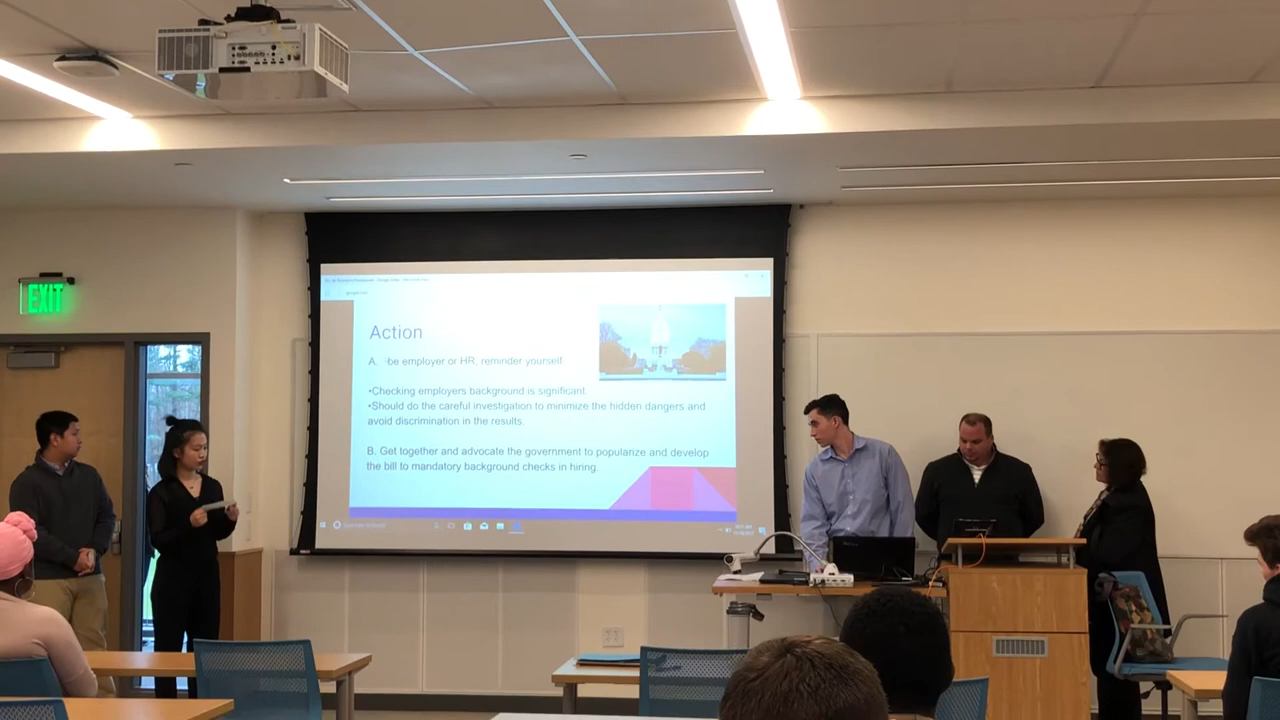 EXIT
Action
A. be employer or HR, reminder yourself
•Checking employers background is significant.
•Should do the careful investigation to minimize the hidden dangers and
avoid discrimination in the results.
B. Get together and advocate the government to popularize and develop
the bill to mandatory background checks in hiring.